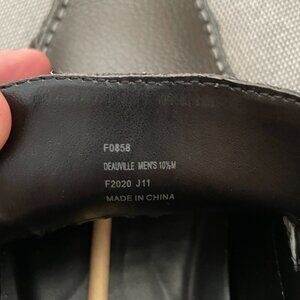 F0858
DEAUVILLE MEN'S 10½M
F2020 J11
MADE IN CHINA